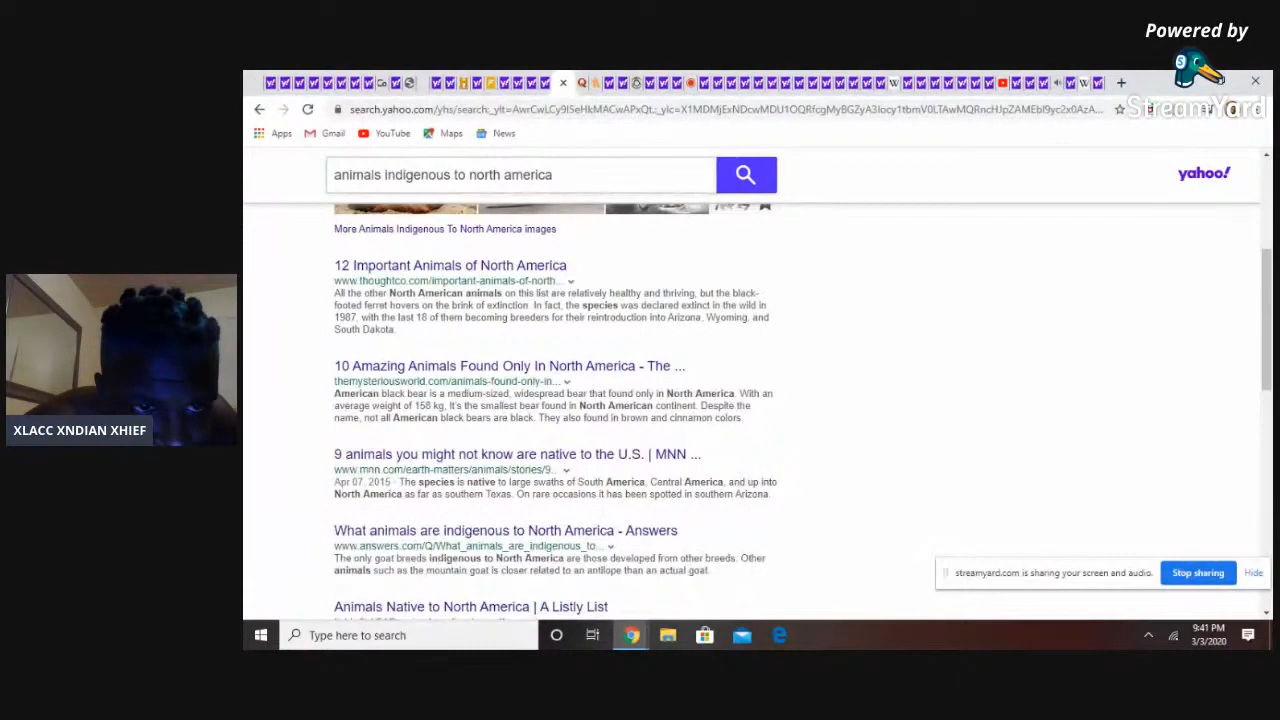 Powered by
StreamYard
search.yahoo.com/yhs/search;_ylt=
Apps Gmail YouTube Maps News
animals indigenous to north america
yahoo!
More Animals Indigenous To North America images
12 Important Animals of North America
www.thoughtco.com/important-animals-of-north...
All the other North American animals on this list are relatively healthy and thriving, but the black-
footed ferret hovers on the brink of extinction. In fact, the species was declared extinct in the wild in
1987, with the last 18 of them becoming breeders for their reintroduction into Arizona, Wyoming, and
South Dakota.
10 Amazing Animals Found Only In North America - The ...
themysteriousworld.com/animals-found-only-in...
American black bear is a medium-sized, widespread bear that found only in North America. With an
average weight of 158 kg, it's the smallest bear found in North American continent. Despite the
name, not all American black bears are black. They also found in brown and cinnamon colors.
XLACC XNDIAN XHIEF
9 animals you might not know are native to the U.S. | MNN ...
www.mnn.com/earth-matters/animals/stories/9...
Apr 07, 2015 · The species is native to large swaths of South America, Central America, and up into
North America as far as southern Texas. On rare occasions it has been spotted in southern Arizona.
What animals are indigenous to North America - Answers
www.answers.com/Q/What_animals_are_indigenous_to...
The only goat breeds indigenous to North America are those developed from other breeds. Other
animals such as the mountain goat is closer related to an antilope than an actual goat.
streamyard.com is sharing your screen and audio. Stop sharing Hide
Animals Native to North America | A Listly List
Type here to search
9:41 PM
3/3/2020